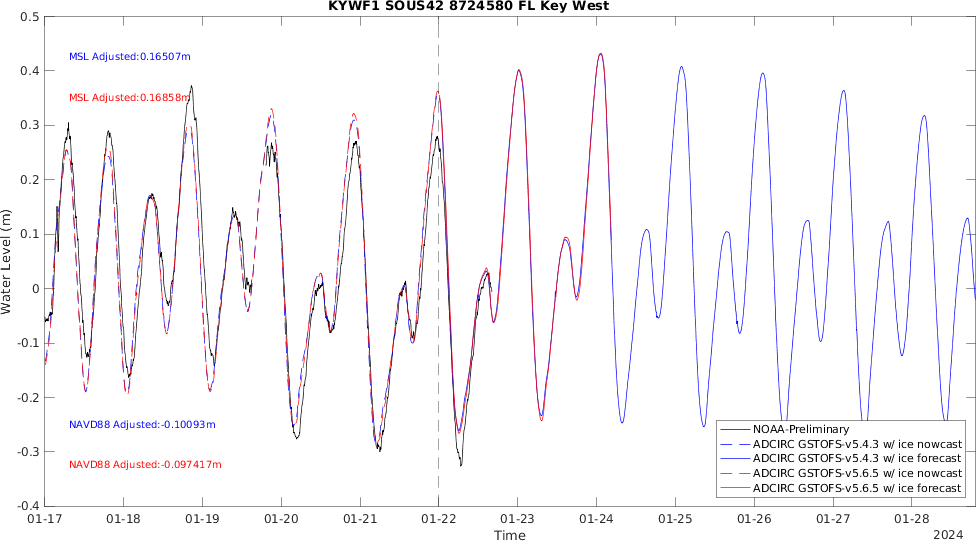 KYWF1 SOUS42 8724580 FL Key West
0.5
0.4
0.3
0.2
0.1
0
-0.1
-0.2
-0.3
-0.4
Water Level (m)
MSL Adjusted:0.16507m
MSL Adjusted:0.16858m
NAVD88 Adjusted:-0.10093m
NAVD88 Adjusted:-0.097417m
NOAA-Preliminary
ADCIRC GSTOFS-v5.4.3 w/ ice nowcast
ADCIRC GSTOFS-v5.4.3 w/ ice forecast
ADCIRC GSTOFS-v5.6.5 w/ ice nowcast
ADCIRC GSTOFS-v5.6.5 w/ ice forecast
01-17 01-18 01-19 01-20 01-21 01-22 01-23 01-24 01-25 01-26 01-27 01-28
Time
2024